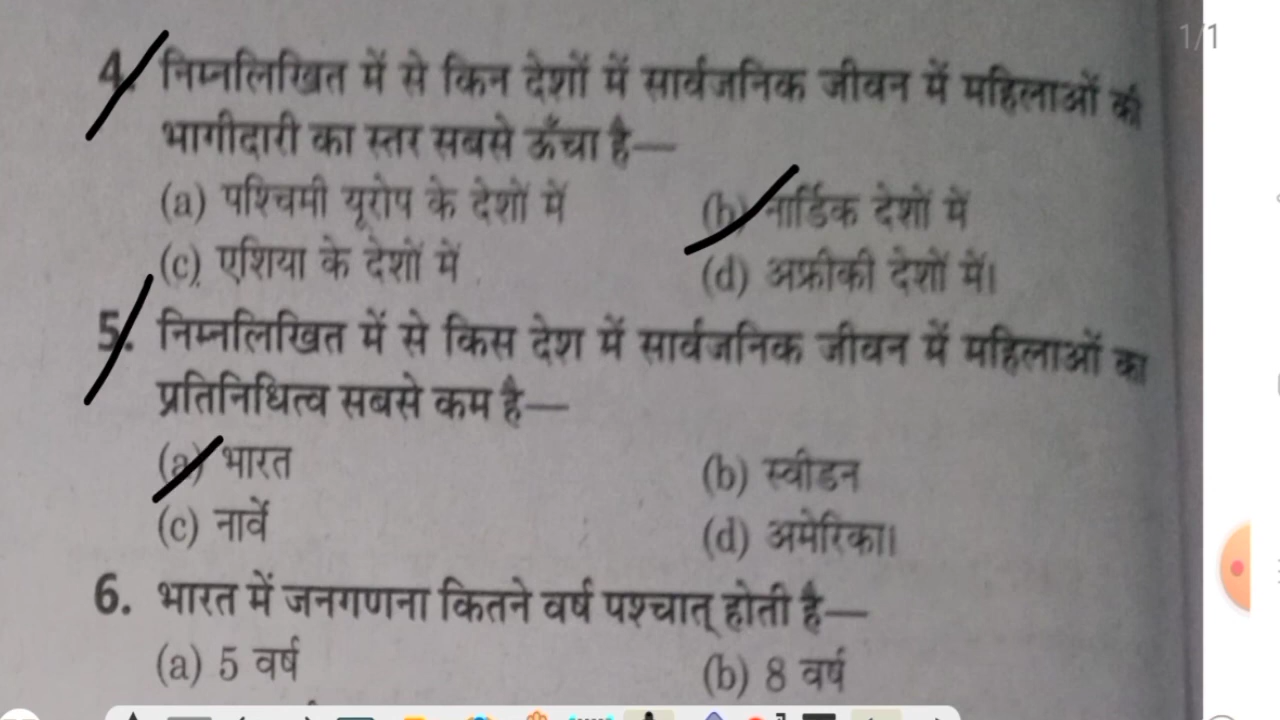 1/1
4. निम्नलिखित में से किन देशों में सार्वजनिक जीवन में महिलाओं की
भागीदारी का स्तर सबसे ऊँचा है—
(a) पश्चिमी यूरोप के देशों में (b) नार्डिक देशों में
(c) एशिया के देशों में (d) अफ्रीकी देशों में।
5. निम्नलिखित में से किस देश में सार्वजनिक जीवन में महिलाओं का
प्रतिनिधित्व सबसे कम है—
(a) भारत (b) स्वीडन
(c) नार्वे (d) अमेरिका।
6. भारत में जनगणना कितने वर्ष पश्चात् होती है—
(a) 5 वर्ष (b) 8 वर्ष